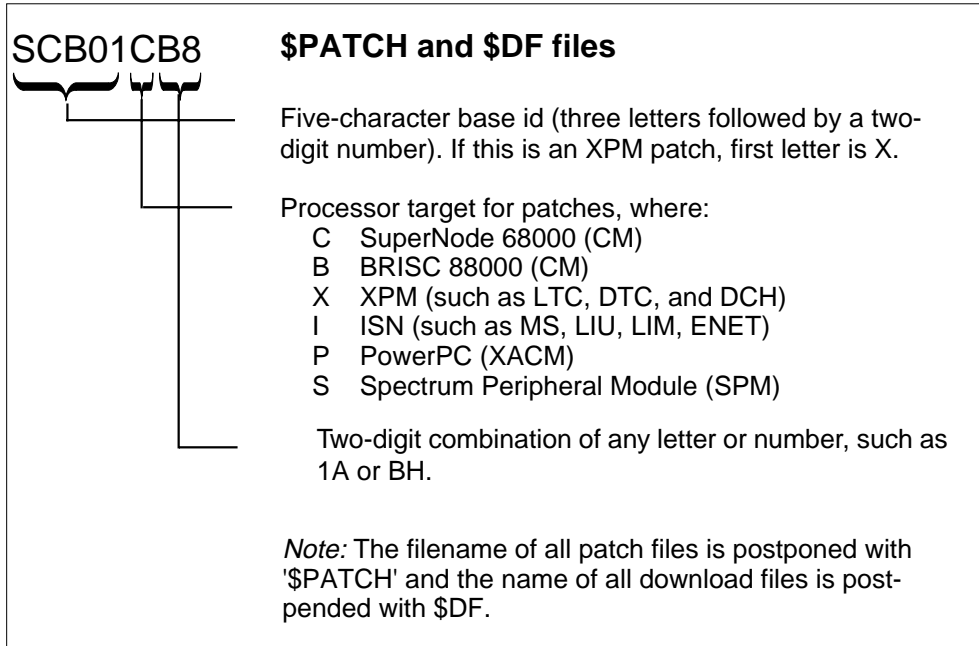 SCB01CB8
$PATCH and $DF files
Five-character base id (three letters followed by a two-
digit number). If this is an XPM patch, first letter is X.
Processor target for patches, where:
C SuperNode 68000 (CM)
B BRISC 88000 (CM)
X XPM (such as LTC, DTC, and DCH)
I ISN (such as MS, LIU, LIM, ENET)
P PowerPC (XACM)
S Spectrum Peripheral Module (SPM)
Two-digit combination of any letter or number, such as
1A or BH.
Note: The filename of all patch files is postponed with
'$PATCH' and the name of all download files is post-
pended with $DF.